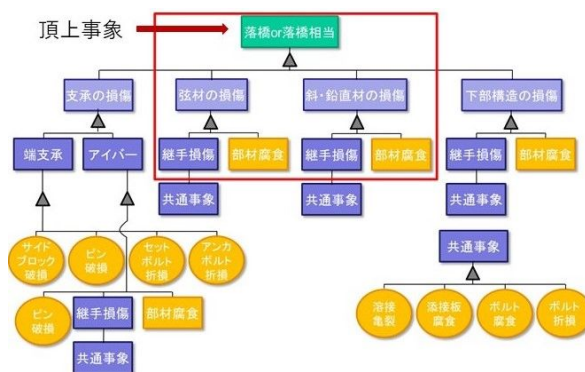 頂上事象
落橋or落橋相当
支承の損傷
弦材の損傷
斜・鉛直材の損傷
下部構造の損傷
端支承
アイバー
継手損傷
部材腐食
継手損傷
部材腐食
継手損傷
部材腐食
共通事象
共通事象
共通事象
サイド
ブロック
破損
ピン
破損
セット
ボルト
折損
アンカ
ボルト
折損
共通事象
ピン
破損
継手損傷
部材腐食
共通事象
溶接
亀裂
添接板
腐食
ボルト
腐食
ボルト
折損